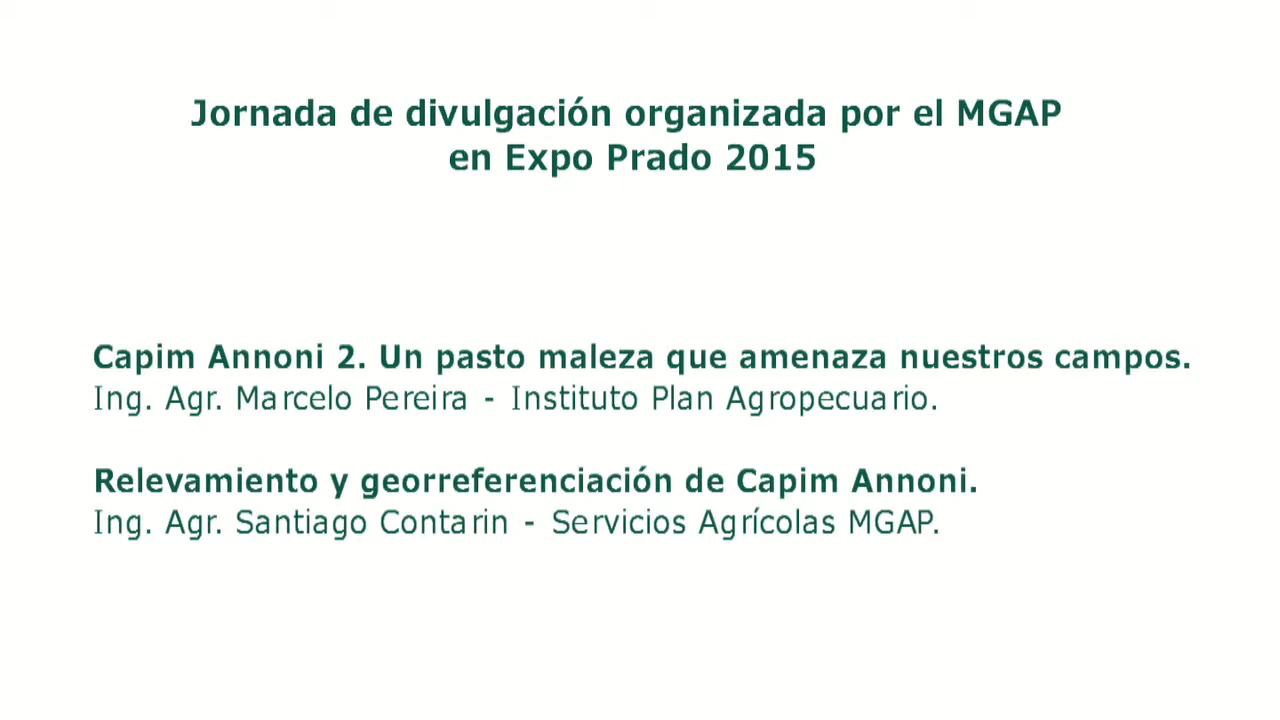 Jornada de divulgación organizada por el MGAP
en Expo Prado 2015
Capim Annoni 2. Un pasto maleza que amenaza nuestros campos.
Ing. Agr. Marcelo Pereira - Instituto Plan Agropecuario.
Relevamiento y georreferenciación de Capim Annoni.
Ing. Agr. Santiago Contarin - Servicios Agrícolas MGAP.